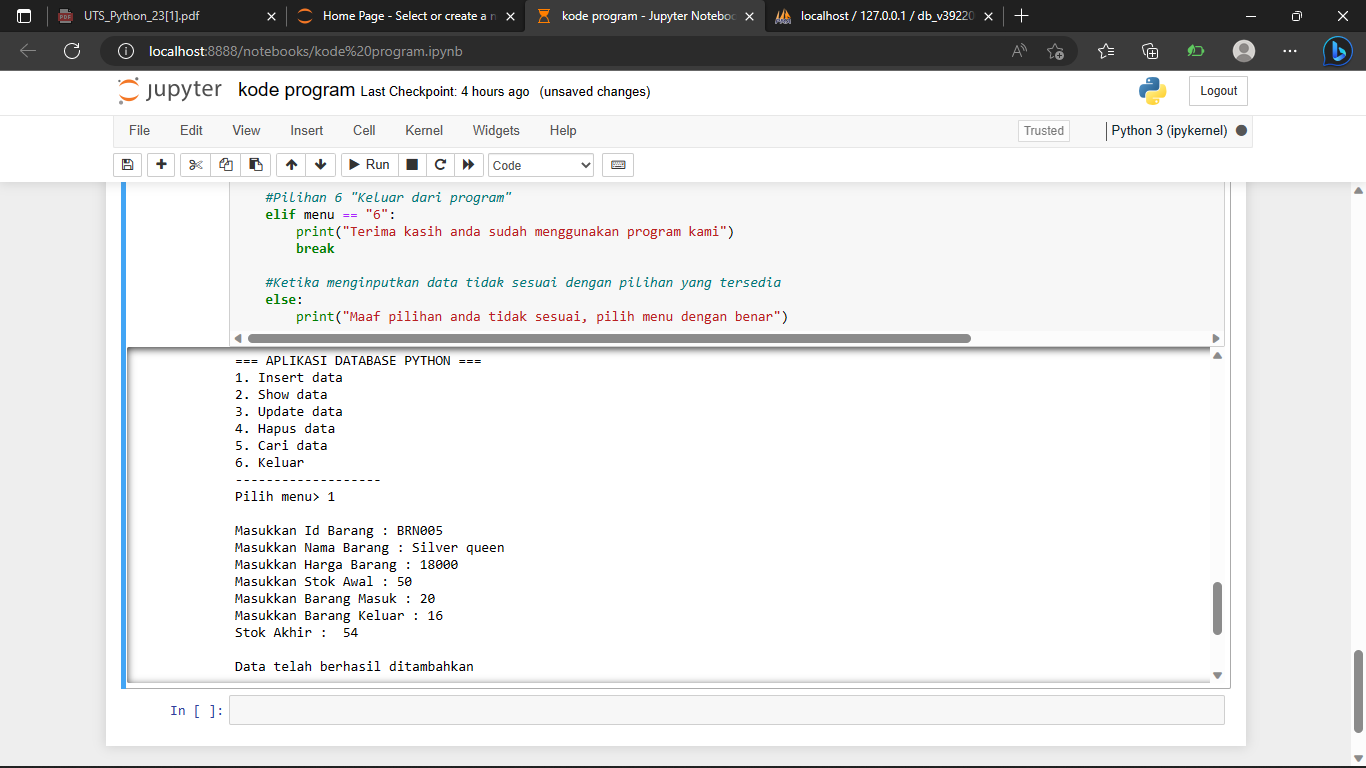 UTS_Python_23[1].pdf
Home Page - Select or create a n
kode program - Jupyter Noteboo
localhost / 127.0.0.1 / db_v39220
localhost:8888/notebooks/kode%20program.ipynb
jupyter kode program Last Checkpoint: 4 hours ago (unsaved changes)
Logout
File Edit View Insert Cell Kernel Widgets Help
Trusted
Python 3 (ipykernel)
Run
Code
#Pilihan 6 "Keluar dari program"
elif menu == "6":
print("Terima kasih anda sudah menggunakan program kami")
break
#Ketika menginputkan data tidak sesuai dengan pilihan yang tersedia
else:
print("Maaf pilihan anda tidak sesuai, pilih menu dengan benar")
=== APLIKASI DATABASE PYTHON ===
1. Insert data
2. Show data
3. Update data
4. Hapus data
5. Cari data
6. Keluar
-------------------
Pilih menu> 1
Masukkan Id Barang : BRN005
Masukkan Nama Barang : Silver queen
Masukkan Harga Barang : 18000
Masukkan Stok Awal : 50
Masukkan Barang Masuk : 20
Masukkan Barang Keluar : 16
Stok Akhir :  54
Data telah berhasil ditambahkan
In [ ]: